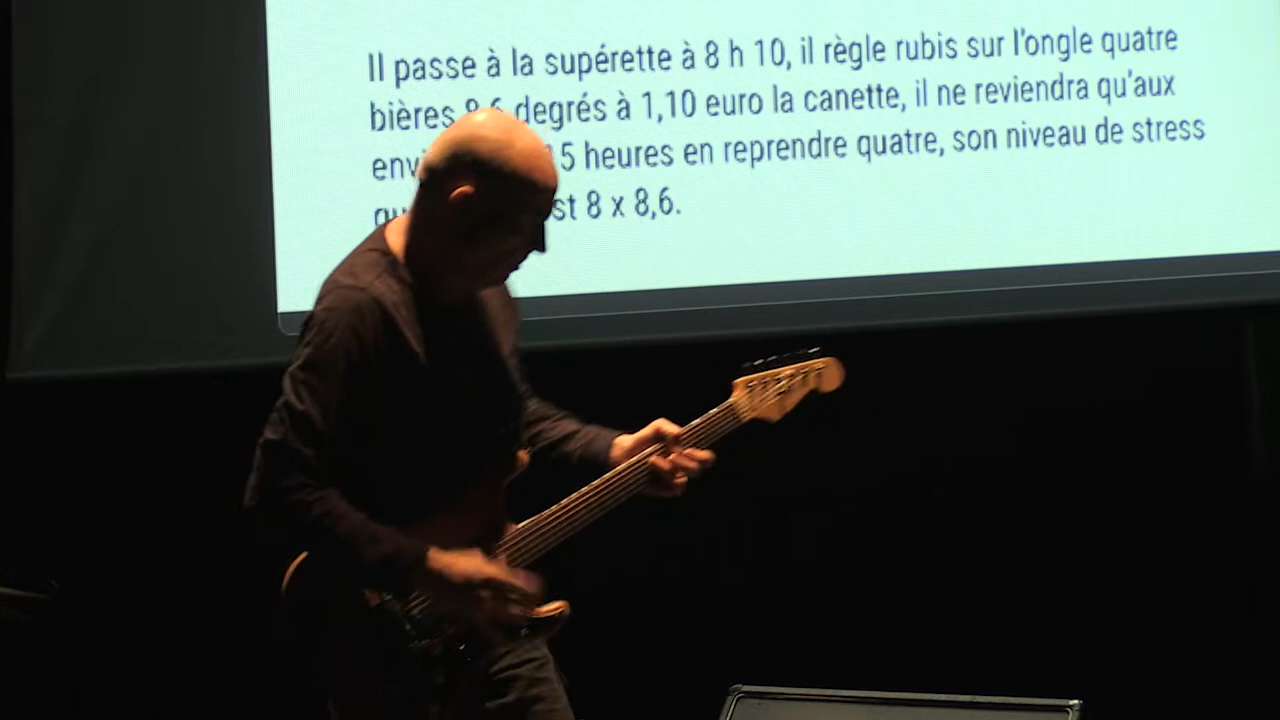 Il passe à la supérette à 8 h 10, il règle rubis sur l'ongle quatre
bières degrés à 1,10 euro la canette, il ne reviendra qu'aux
5 heures en reprendre quatre, son niveau de stress
8 x 8,6.